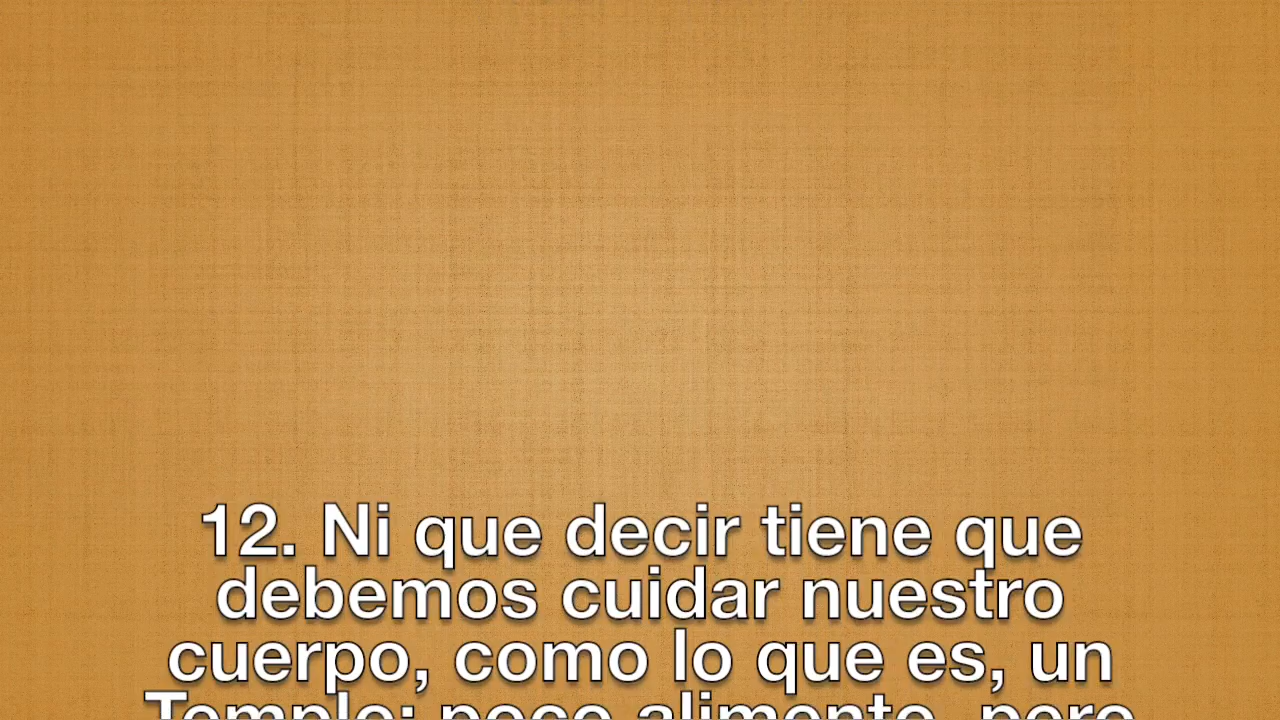 12. Ni que decir tiene que
debemos cuidar nuestro
cuerpo, como lo que es, un
Templo: poco alimento, pero